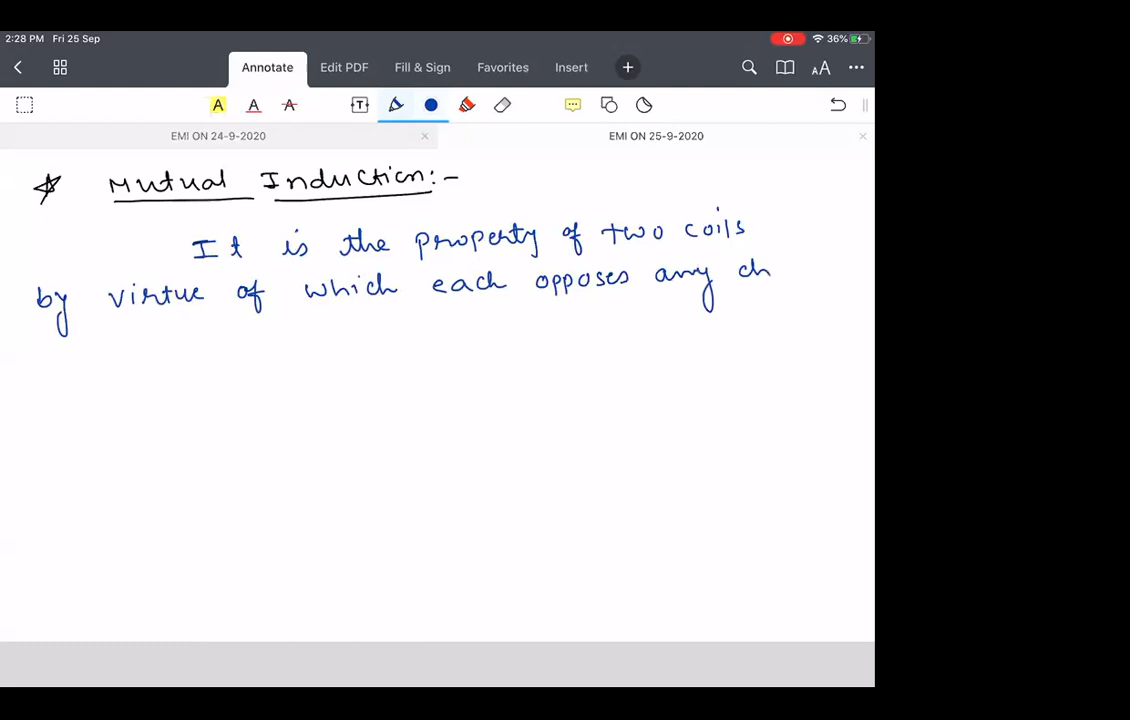 2:28 PM Fri 25 Sep
36%
Annotate Edit PDF Fill & Sign Favorites Insert
A A A T AA
EMI ON 24-9-2020 EMI ON 25-9-2020
Mutual Induction:-
It is the property of two coils
by virtue of which each opposes any ch